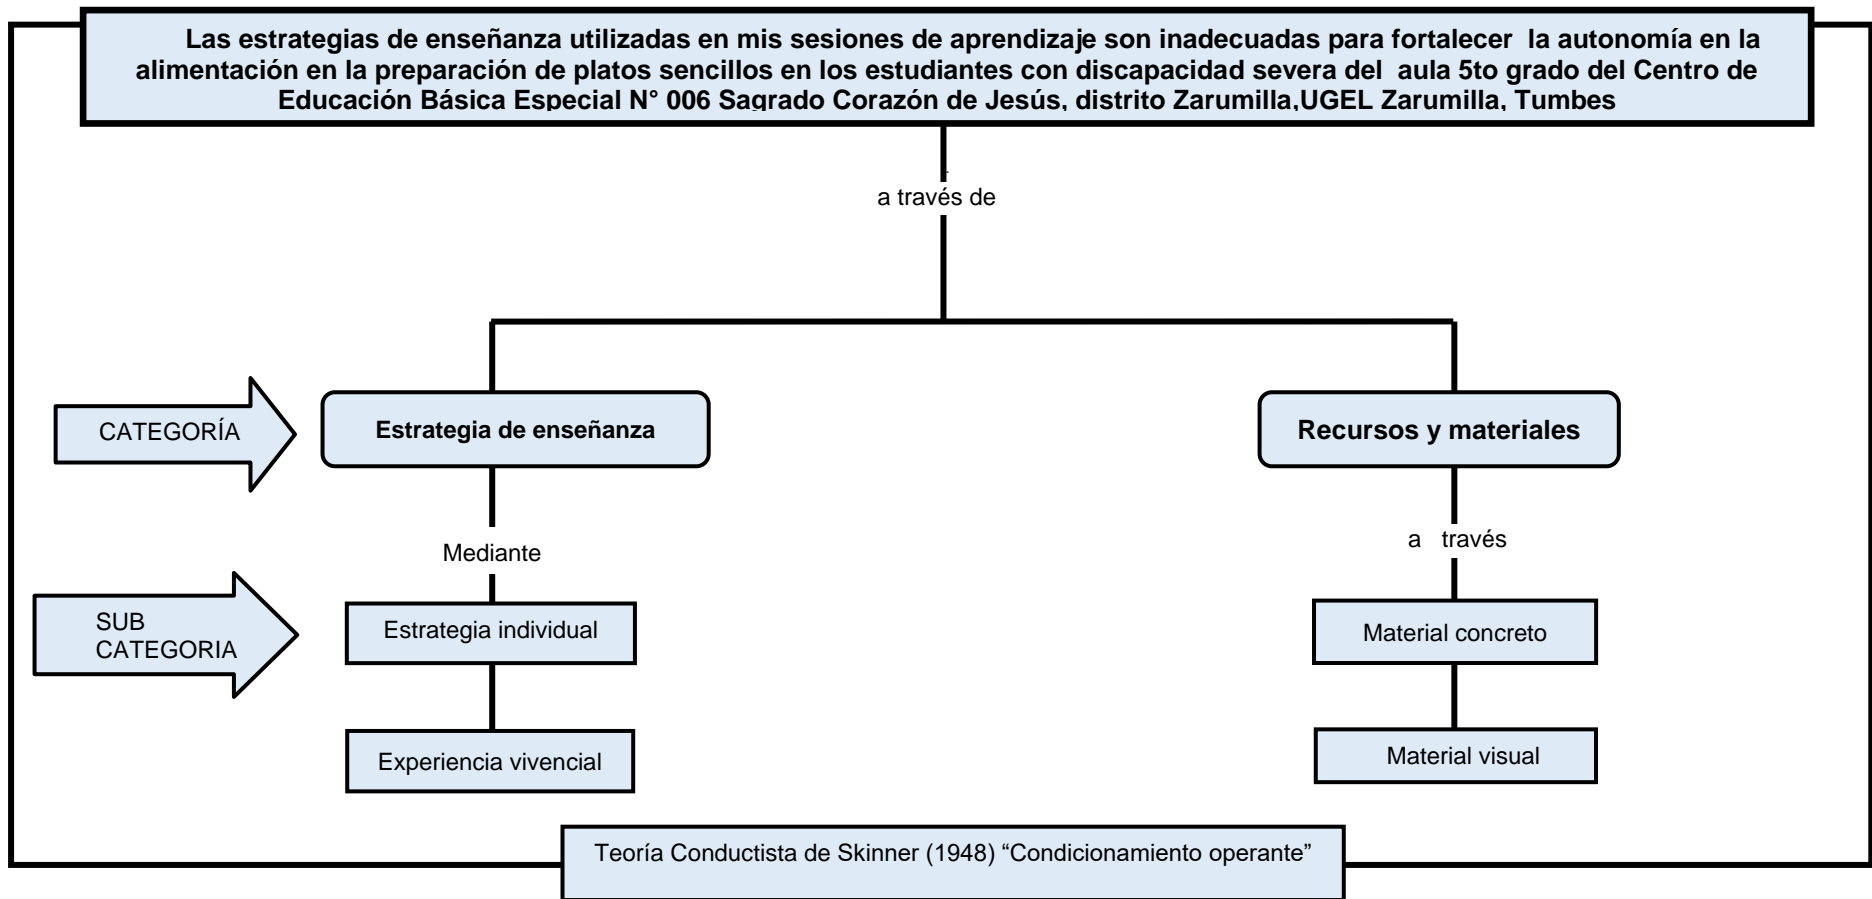 Las estrategias de enseñanza utilizadas en mis sesiones de aprendizaje son inadecuadas para fortalecer la autonomía en la
alimentación en la preparación de platos sencillos en los estudiantes con discapacidad severa del aula 5to grado del Centro de
Educación Básica Especial N° 006 Sagrado Corazón de Jesús, distrito Zarumilla,UGEL Zarumilla, Tumbes
a través de
CATEGORÍA
Estrategia de enseñanza
Recursos y materiales
Mediante
a través
SUB
CATEGORIA
Estrategia individual
Material concreto
Experiencia vivencial
Material visual
Teoría Conductista de Skinner (1948) “Condicionamiento operante”